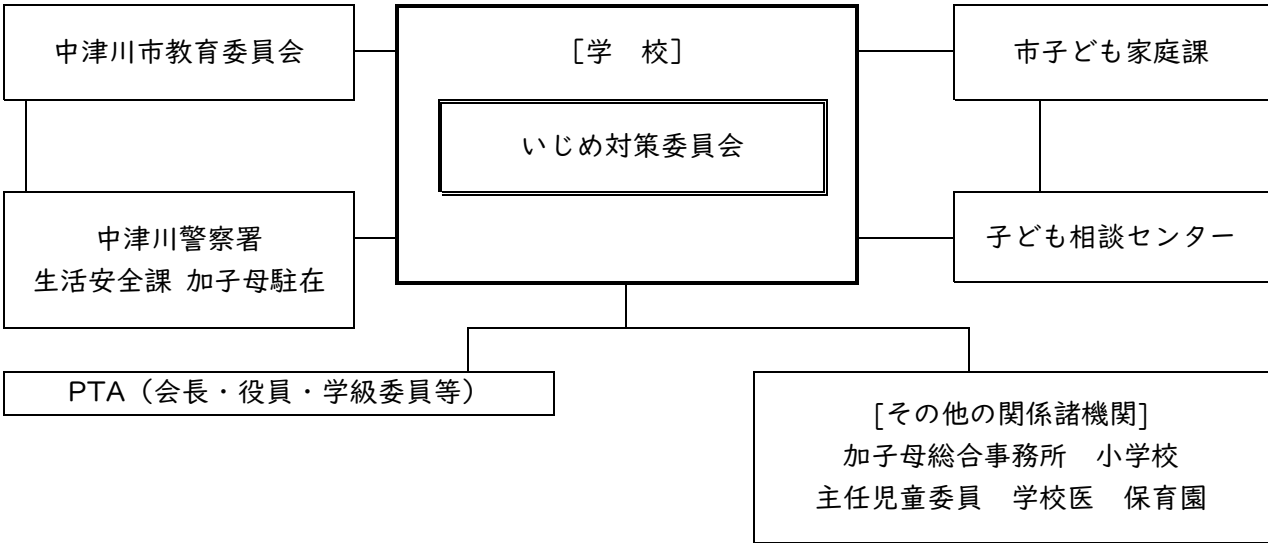 中津川市教育委員会
[学　校]
市子ども家庭課
いじめ対策委員会
中津川警察署
生活安全課 加子母駐在
子ども相談センター
PTA（会長・役員・学級委員等）
[その他の関係諸機関]
加子母総合事務所　小学校
主任児童委員　学校医　保育園